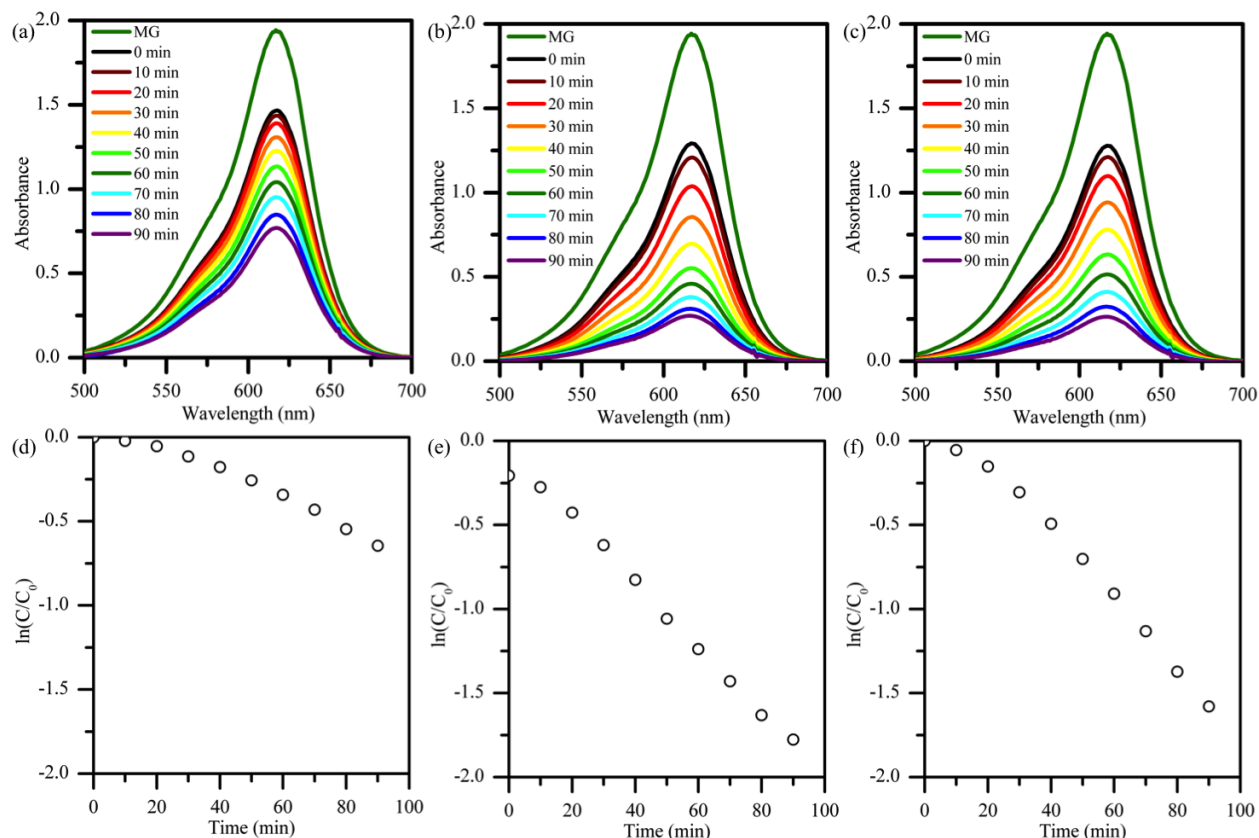 (a)
2.0
1.5
1.0
0.5
0.0
Absorbance
MG
0 min
10 min
20 min
30 min
40 min
50 min
60 min
70 min
80 min
90 min
500 550 600 650 700
Wavelength (nm)
(b)
2.0
1.5
1.0
0.5
0.0
Absorbance
MG
0 min
10 min
20 min
30 min
40 min
50 min
60 min
70 min
80 min
90 min
500 550 600 650 700
Wavelength (nm)
(c)
2.0
1.5
1.0
0.5
0.0
Absorbance
MG
0 min
10 min
20 min
30 min
40 min
50 min
60 min
70 min
80 min
90 min
500 550 600 650 700
Wavelength (nm)
(d)
0.0
-0.5
-1.0
-1.5
-2.0
ln(C/C₀)
0 20 40 60 80 100
Time (min)
(e)
0.0
-0.5
-1.0
-1.5
-2.0
ln(C/C₀)
0 20 40 60 80 100
Time (min)
(f)
0.0
-0.5
-1.0
-1.5
-2.0
ln(C/C₀)
0 20 40 60 80 100
Time (min)